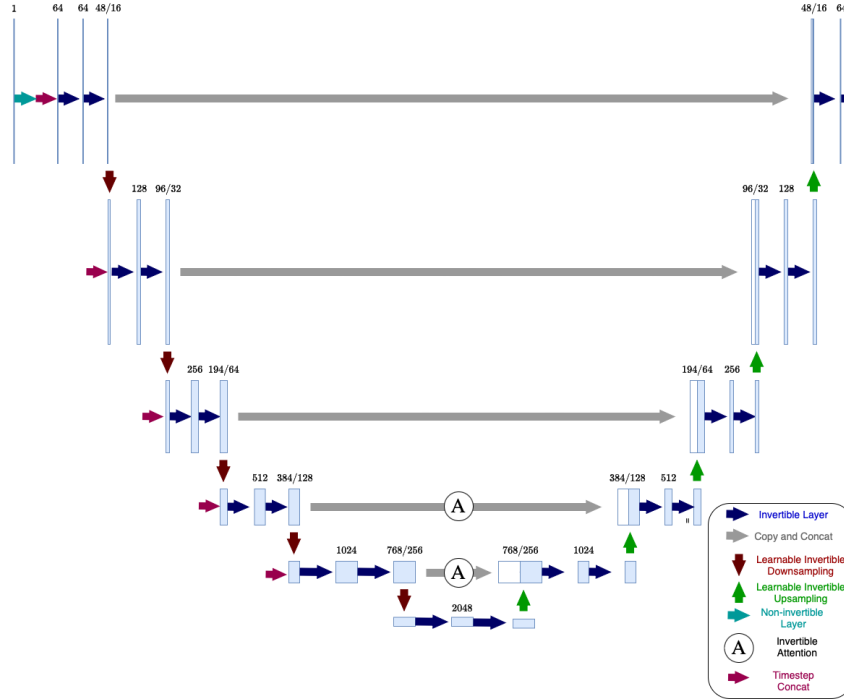 1
64
64
48/16
48/16
64
128
96/32
96/32
128
256
194/64
194/64
256
512
384/128
384/128
512
A
1024
768/256
768/256
1024
A
2048
Invertible Layer
Copy and Concat
Learnable Invertible
Downsampling
Learnable Invertible
Upsampling
Non-invertible
Layer
A
Invertible
Attention
Timestep
Concat